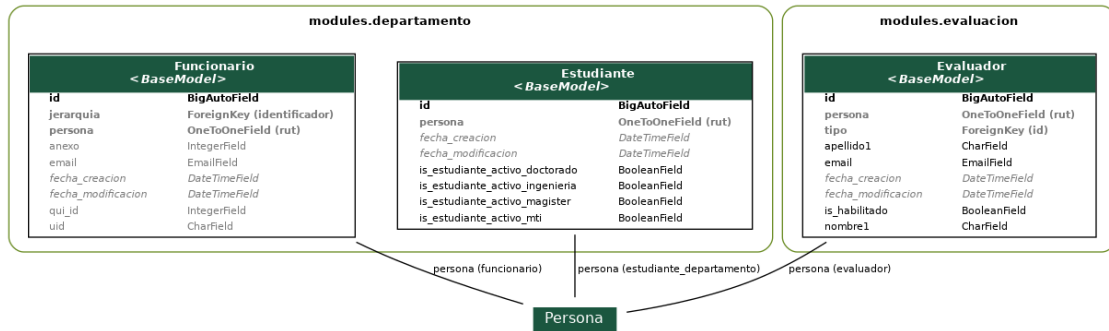 modules.departamento
Funcionario
<BaseModel>
id BigAutoField
jerarquia ForeignKey (identificador)
persona OneToOneField (rut)
anexo IntegerField
email EmailField
fecha_creacion DateTimeField
fecha_modificacion DateTimeField
qui_id IntegerField
uid CharField
Estudiante
<BaseModel>
id BigAutoField
persona OneToOneField (rut)
fecha_creacion DateTimeField
fecha_modificacion DateTimeField
is_estudiante_activo_doctorado BooleanField
is_estudiante_activo_ingenieria BooleanField
is_estudiante_activo_magister BooleanField
is_estudiante_activo_mti BooleanField
modules.evaluacion
Evaluador
<BaseModel>
id BigAutoField
persona OneToOneField (rut)
tipo ForeignKey (id)
apellido1 CharField
email EmailField
fecha_creacion DateTimeField
fecha_modificacion DateTimeField
is_habilitado BooleanField
nombre1 CharField
persona (funcionario)
persona (estudiante_departamento)
persona (evaluador)
Persona